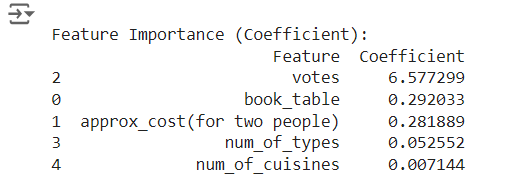 Feature Importance (Coefficient):
Feature Coefficient
2 votes 6.577299
0 book_table 0.292033
1 approx_cost(for two people) 0.281889
3 num_of_types 0.052552
4 num_of_cuisines 0.007144